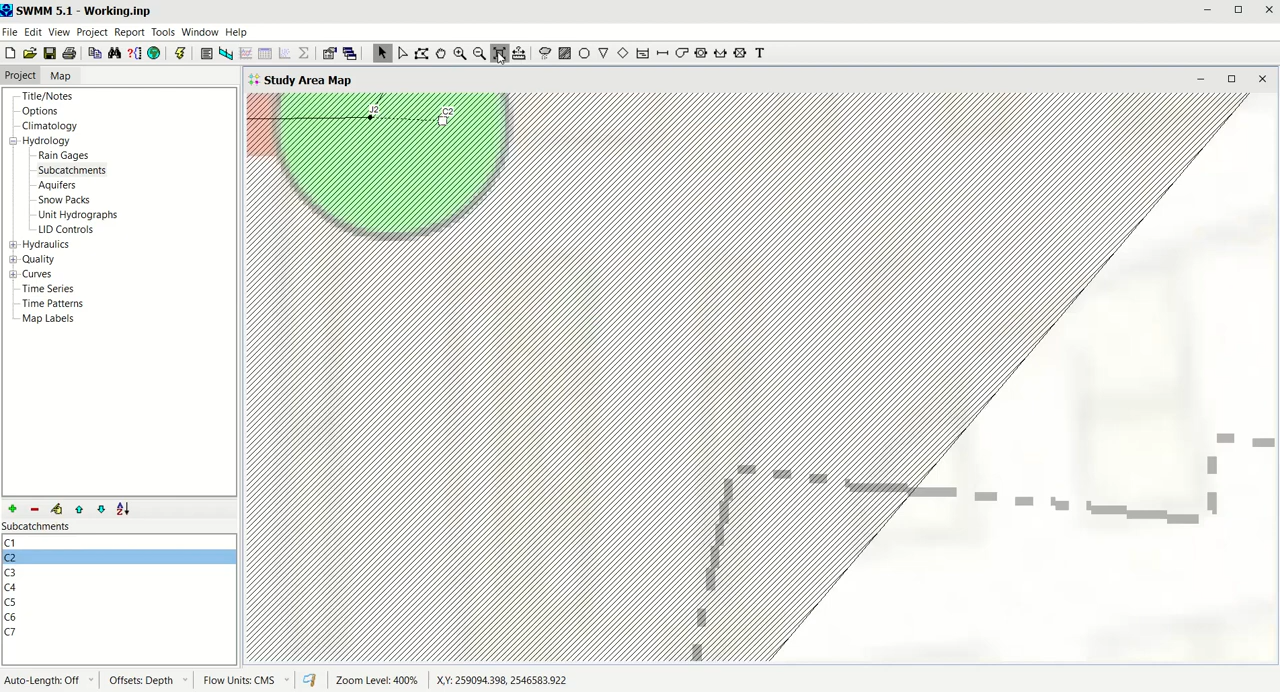 SWMM 5.1 - Working.inp
File Edit View Project Report Tools Window Help
Project Map
Study Area Map
Title/Notes
Options
Climatology
Hydrology
Rain Gages
Subcatchments
Aquifers
Snow Packs
Unit Hydrographs
LID Controls
Hydraulics
Quality
Curves
Time Series
Time Patterns
Map Labels
J2
C2
Subcatchments
C1
C2
C3
C4
C5
C6
C7
Auto-Length: Off Offsets: Depth Flow Units: CMS Zoom Level: 400% X,Y: 259094.398, 2546583.922